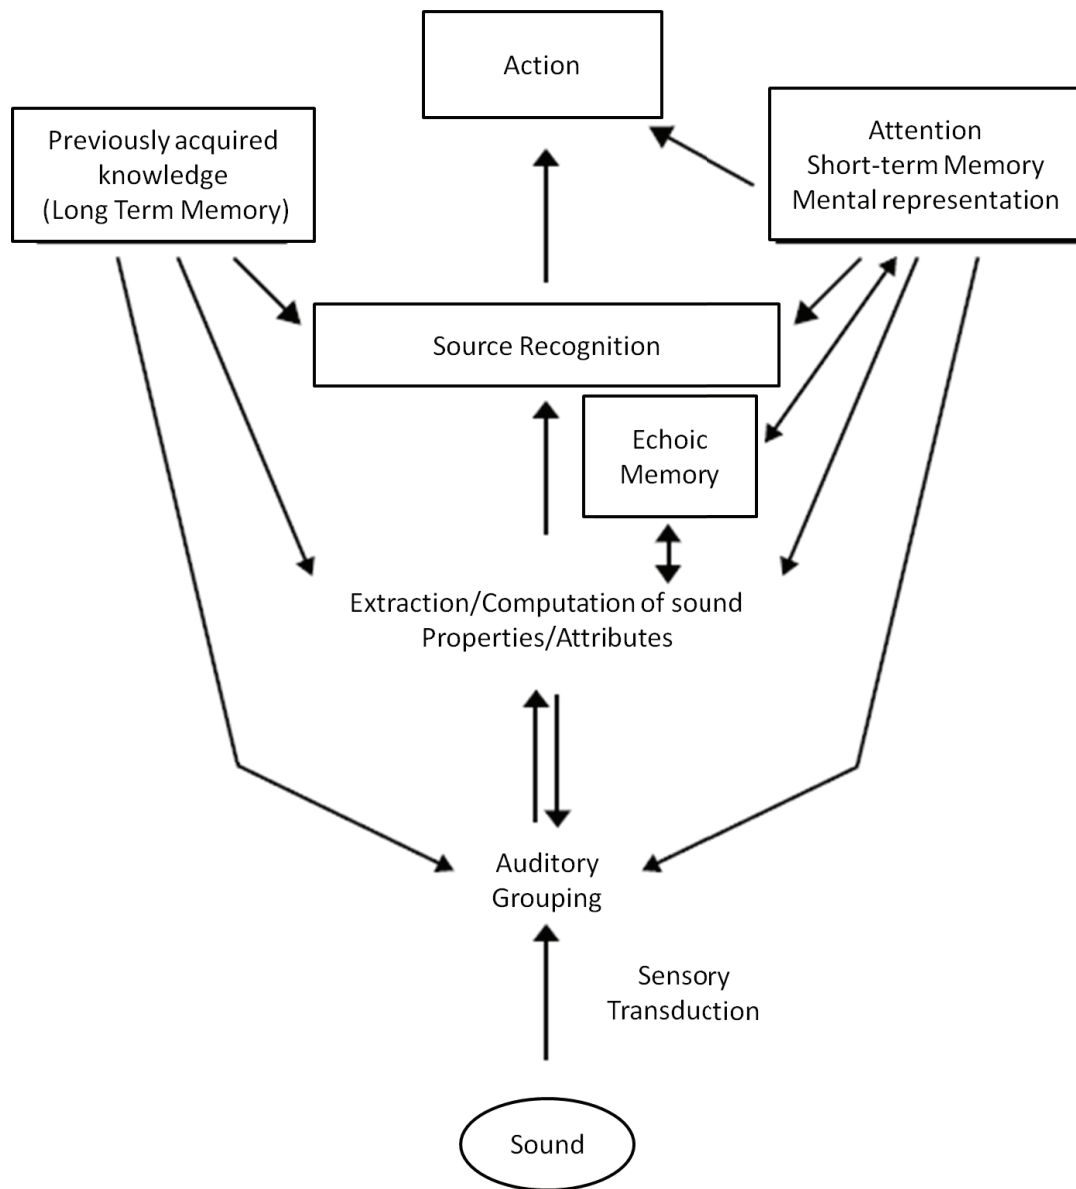 Action
Previously acquired
knowledge
(Long Term Memory)
Attention
Short-term Memory
Mental representation
Source Recognition
Echoic
Memory
Extraction/Computation of sound
Properties/Attributes
Auditory
Grouping
Sensory
Transduction
Sound